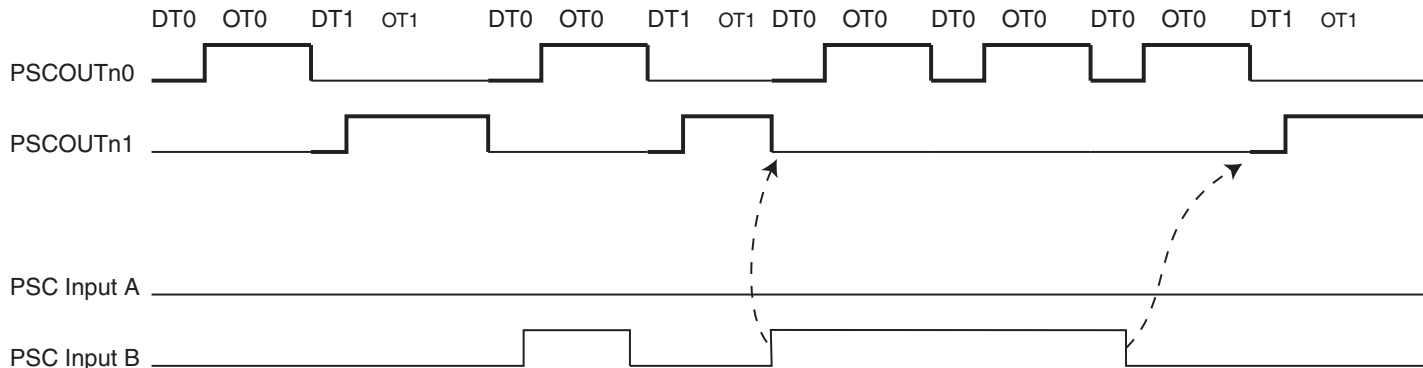 DT0 OT0 DT1 OT1 DT0 OT0 DT1 OT1 DT0 OT0 DT0 OT0 DT0 OT0 DT1 OT1
PSCOUTn0
PSCOUTn1
PSC Input A
PSC Input B